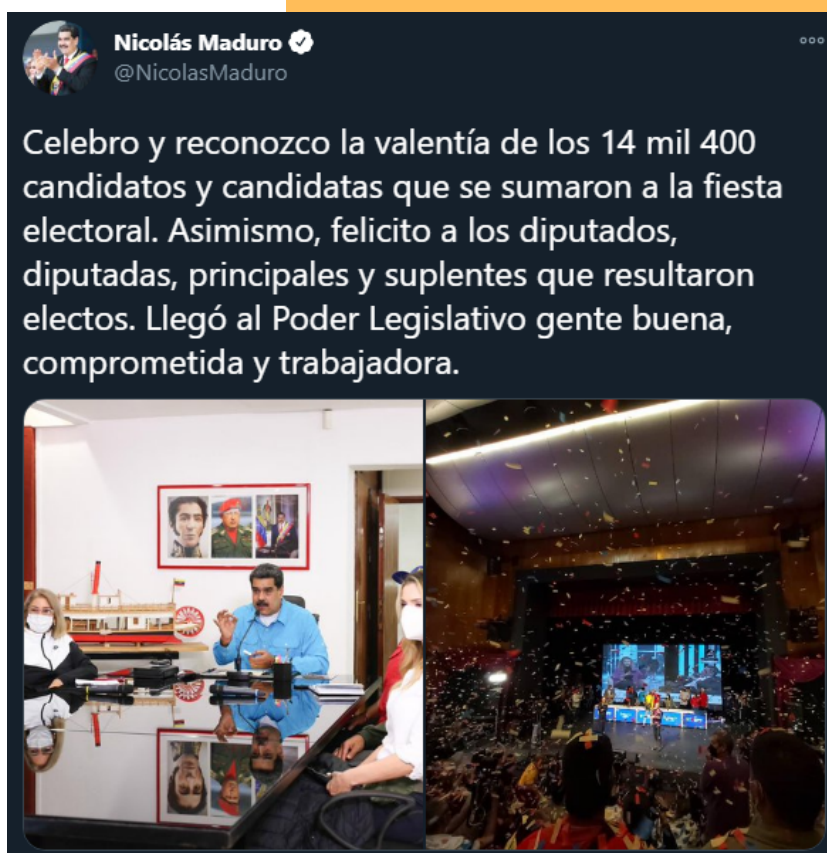 Nicolás Maduro
@NicolasMaduro
Celebro y reconozco la valentía de los 14 mil 400
candidatos y candidatas que se sumaron a la fiesta
electoral. Asimismo, felicito a los diputados,
diputadas, principales y suplentes que resultaron
electos. Llegó al Poder Legislativo gente buena,
comprometida y trabajadora.